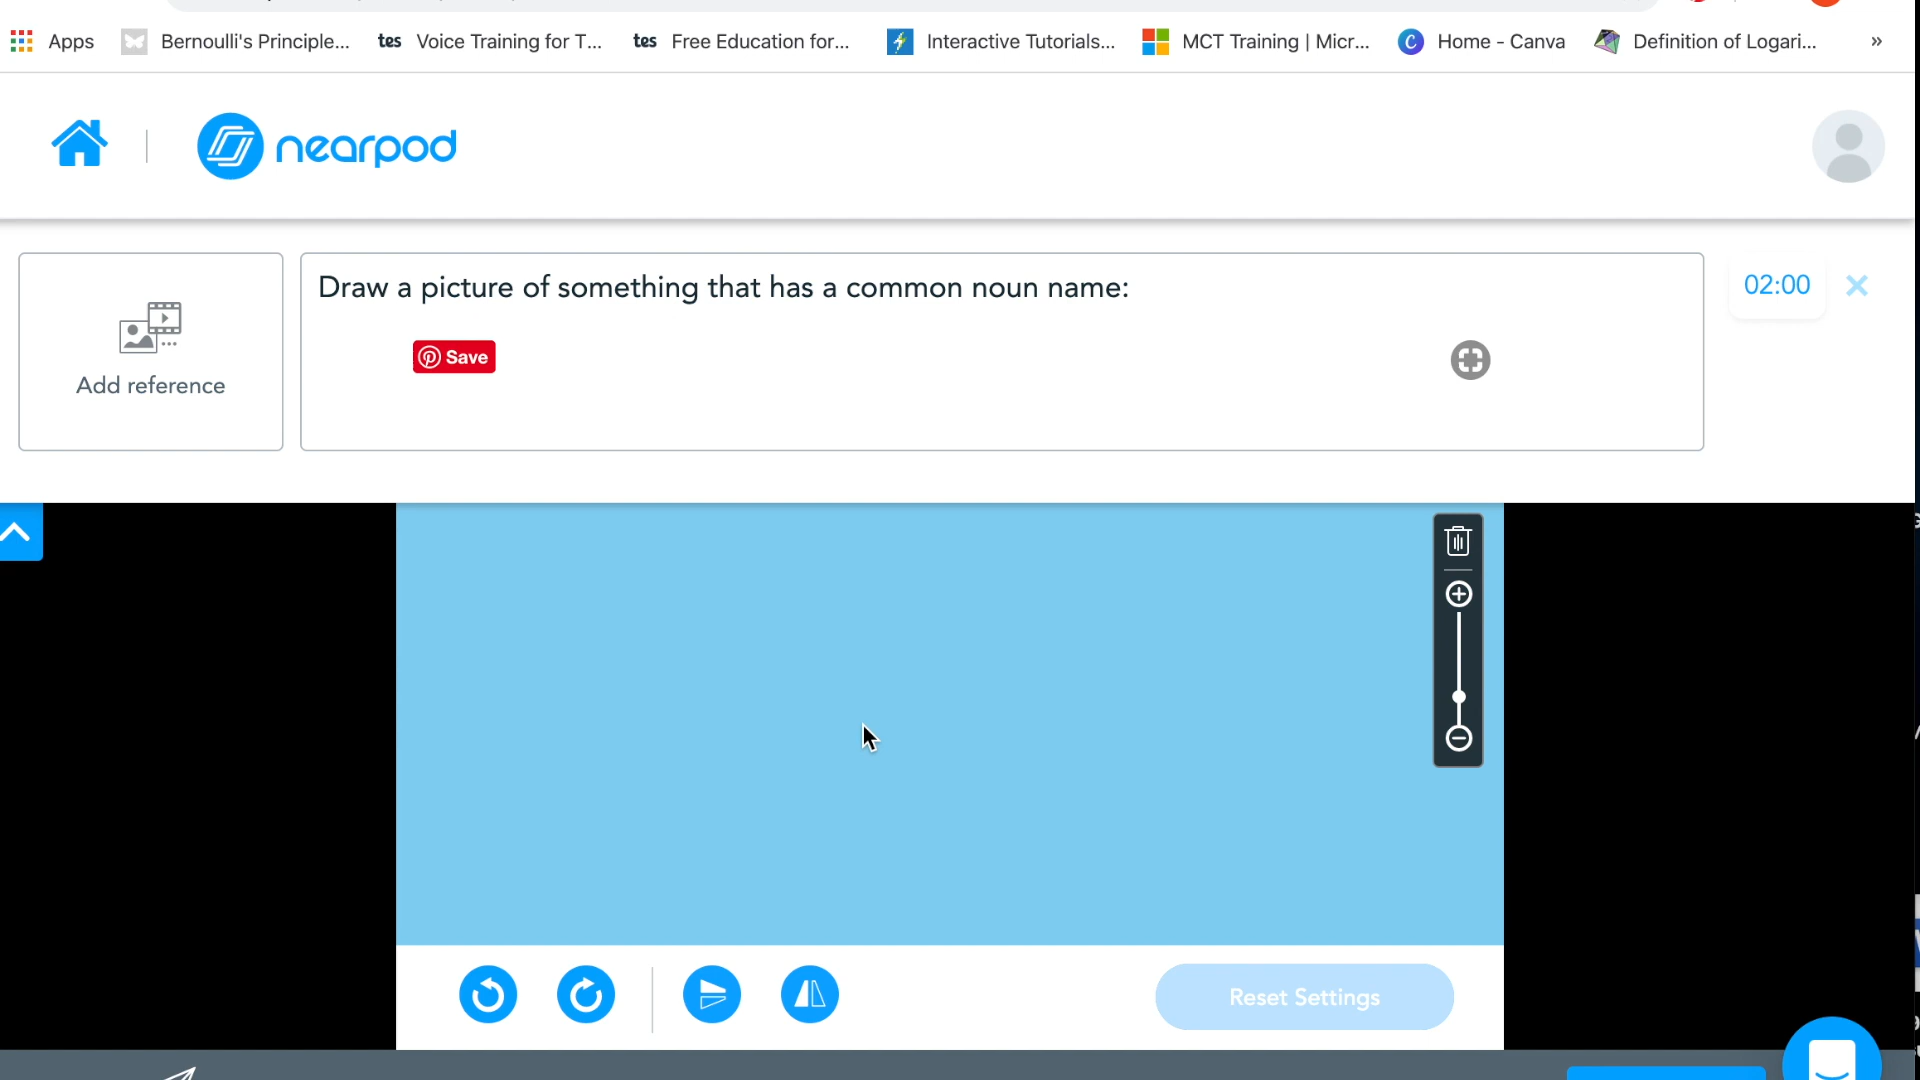 Apps Bernoulli's Principle... tes Voice Training for T... tes Free Education for... Interactive Tutorials... MCT Training | Micr... C Home - Canva Definition of Logari... »
nearpod
Draw a picture of something that has a common noun name:
02:00
Save
Add reference
Reset Settings